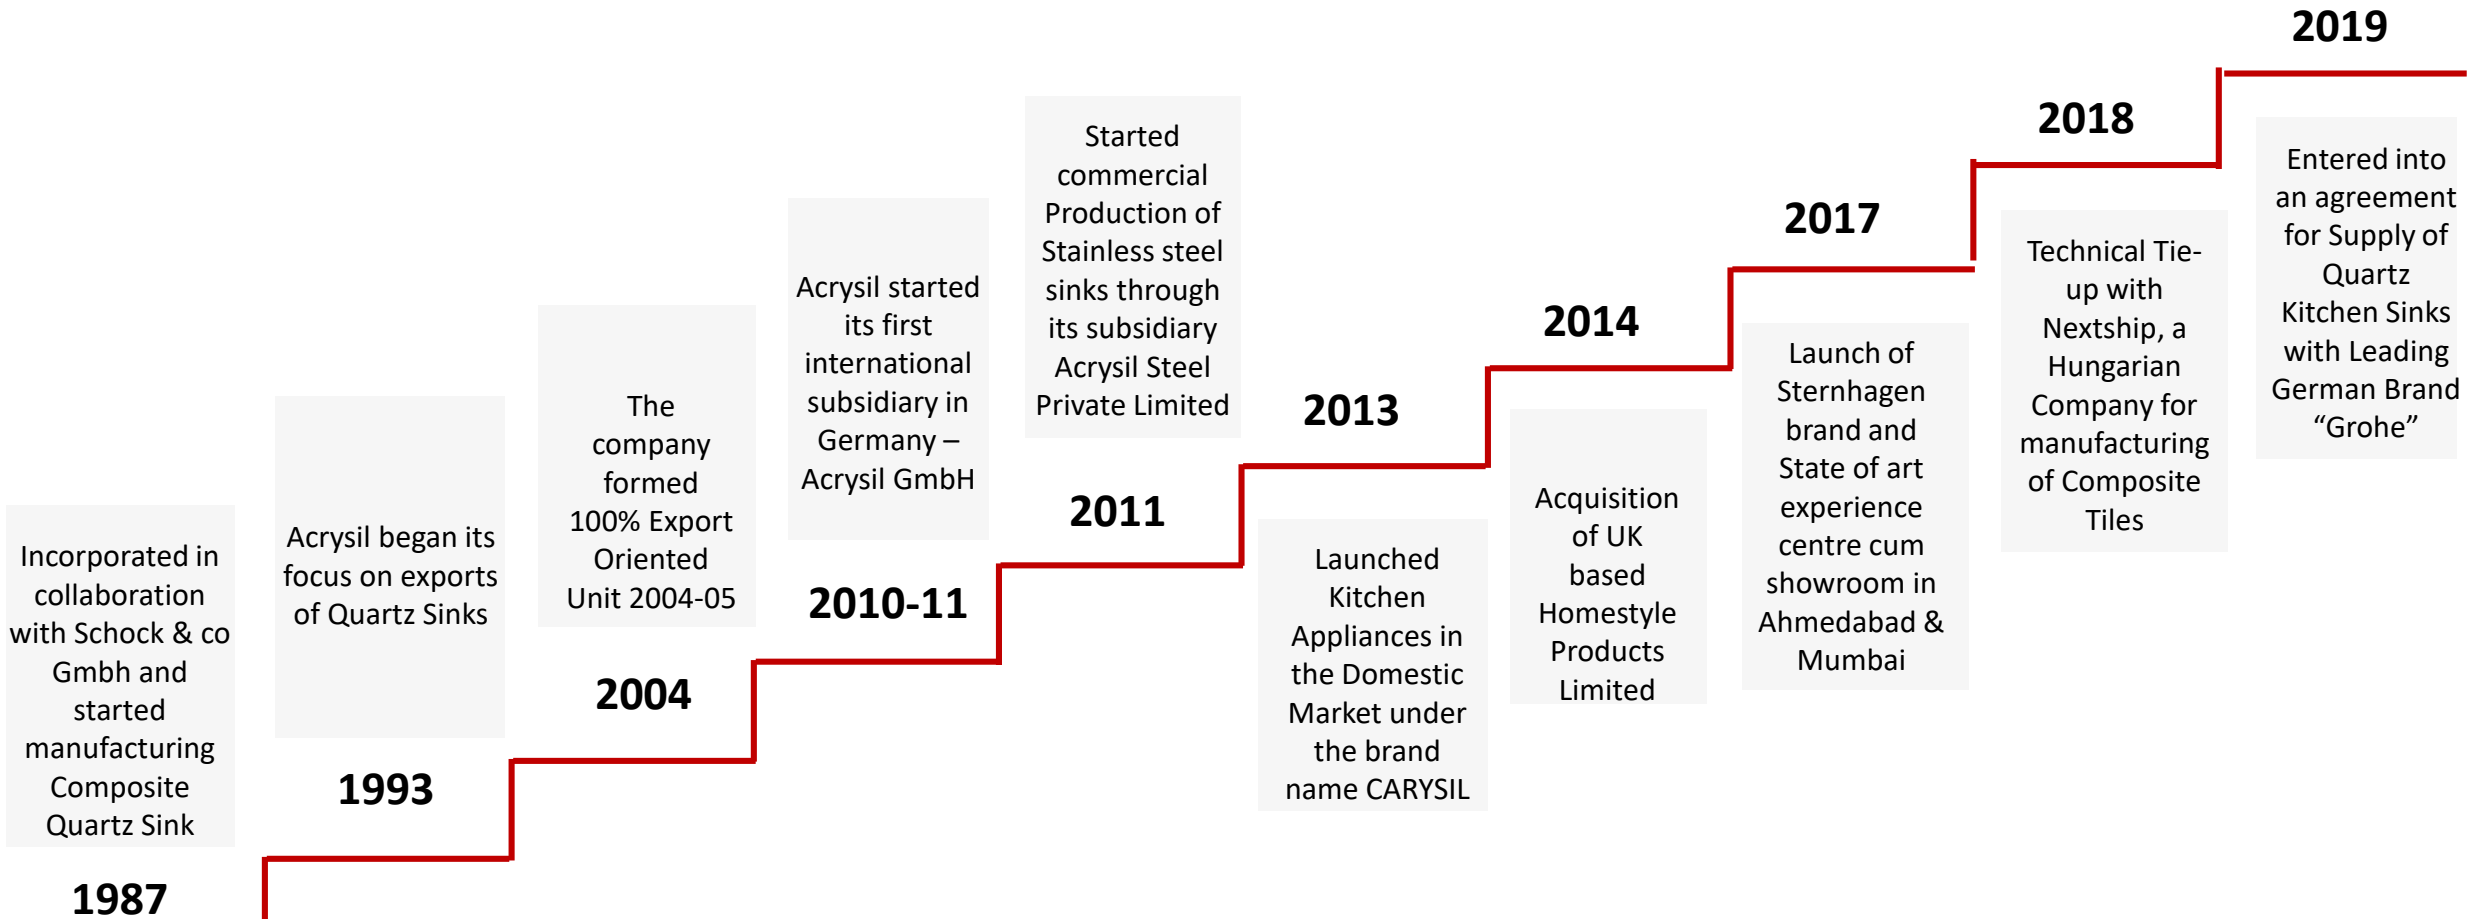 Incorporated in
collaboration
with Schock & co
Gmbh and
started
manufacturing
Composite
Quartz Sink
1987
Acrysil began its
focus on exports
of Quartz Sinks
1993
The
company
formed
100% Export
Oriented
Unit 2004-05
2004
Acrysil started
its first
international
subsidiary in
Germany –
Acrysil GmbH
2010-11
Started
commercial
Production of
Stainless steel
sinks through
its subsidiary
Acrysil Steel
Private Limited
2011
2013
Launched
Kitchen
Appliances in
the Domestic
Market under
the brand
name CARYSIL
2014
Acquisition
of UK
based
Homestyle
Products
Limited
2017
Launch of
Sternhagen
brand and
State of art
experience
centre cum
showroom in
Ahmedabad &
Mumbai
2018
Technical Tie-
up with
Nextship, a
Hungarian
Company for
manufacturing
of Composite
Tiles
2019
Entered into
an agreement
for Supply of
Quartz
Kitchen Sinks
with Leading
German Brand
“Grohe”